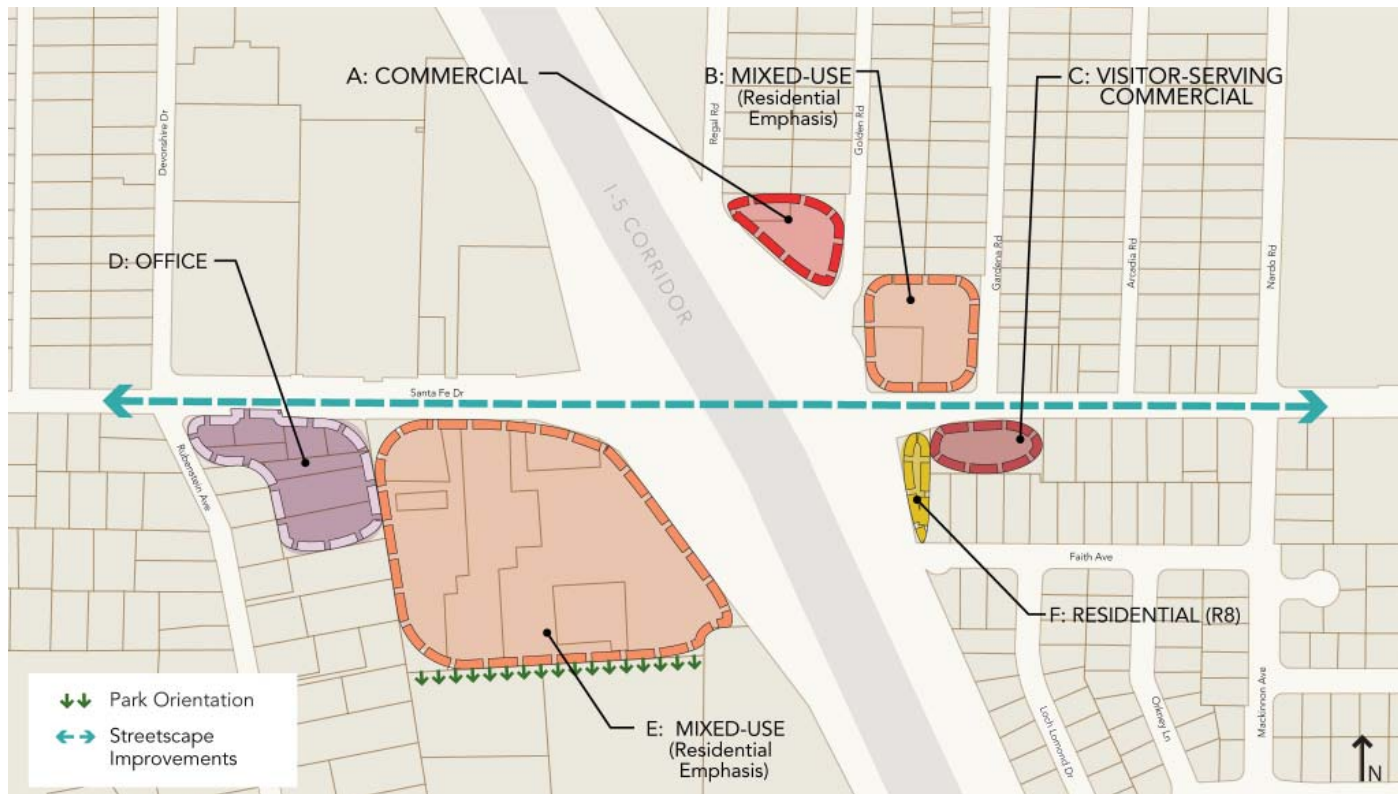 A: COMMERCIAL
B: MIXED-USE
(Residential
Emphasis)
C: VISITOR-SERVING
COMMERCIAL
Devonshire Dr
Regal Rd
Golden Rd
Gardena Rd
Arcadia Rd
Nardo Rd
I-5 CORRIDOR
D: OFFICE
Santa Fe Dr
Rubenstein Ave
Faith Ave
F: RESIDENTIAL (R8)
Loch Lomond Dr
Orkney Ln
Mackinnon Ave
E: MIXED-USE
(Residential
Emphasis)
Park Orientation
Streetscape
Improvements
N